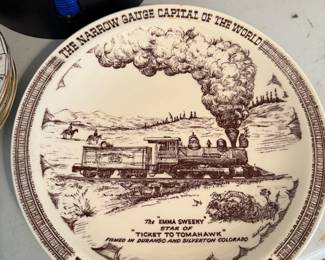 THE NARROW GAUGE CAPITAL OF THE WORLD
The "EMMA SWEENY"
STAR OF
"TICKET TO TOMAHAWK"
FILMED IN DURANGO AND SILVERTON COLORADO